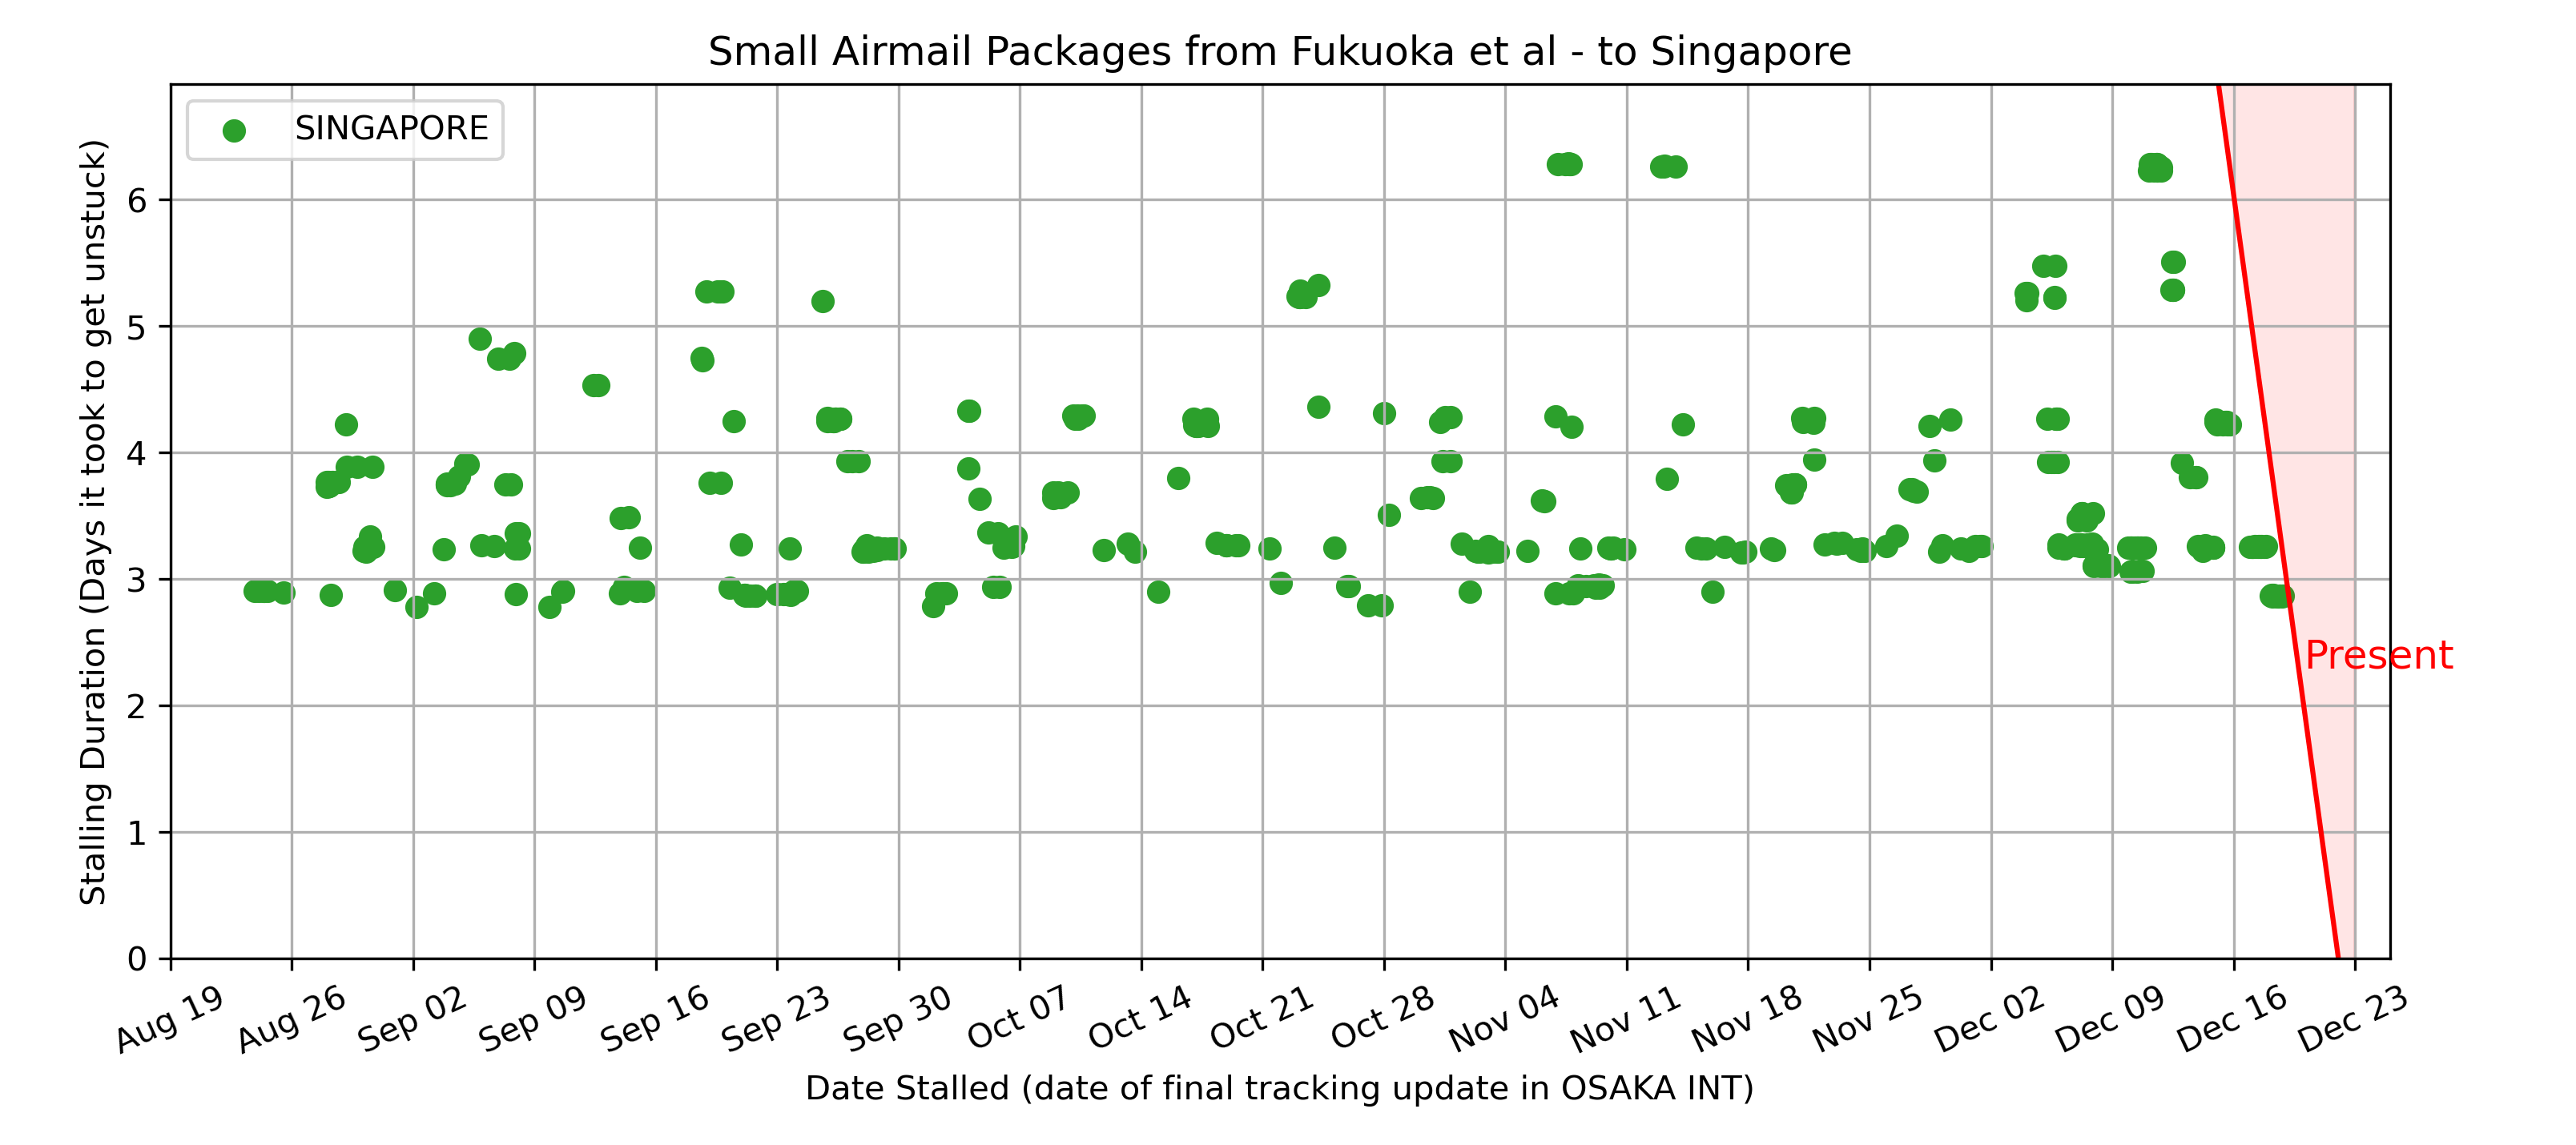 Small Airmail Packages from Fukuoka et al - to Singapore
SINGAPORE
Stalling Duration (Days it took to get unstuck)
6
5
4
3
2
1
0
Present
Aug 19
Aug 26
Sep 02
Sep 09
Sep 16
Sep 23
Sep 30
Oct 07
Oct 14
Oct 21
Oct 28
Nov 04
Nov 11
Nov 18
Nov 25
Dec 02
Dec 09
Dec 16
Dec 23
Date Stalled (date of final tracking update in OSAKA INT)